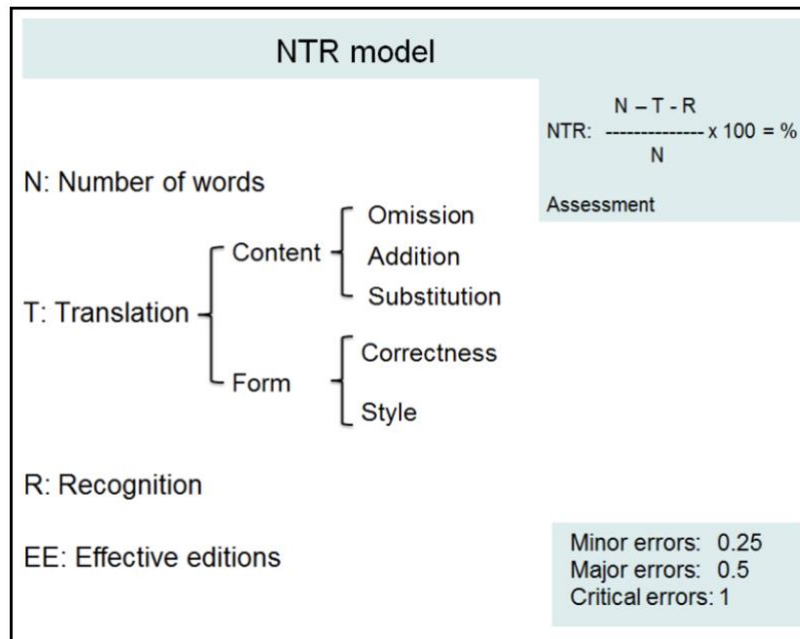 NTR model
N – T - R
NTR: -------------- x 100 = %
N
Assessment
N: Number of words
T: Translation
Content
Omission
Addition
Substitution
Form
Correctness
Style
R: Recognition
EE: Effective editions
Minor errors: 0.25
Major errors: 0.5
Critical errors: 1